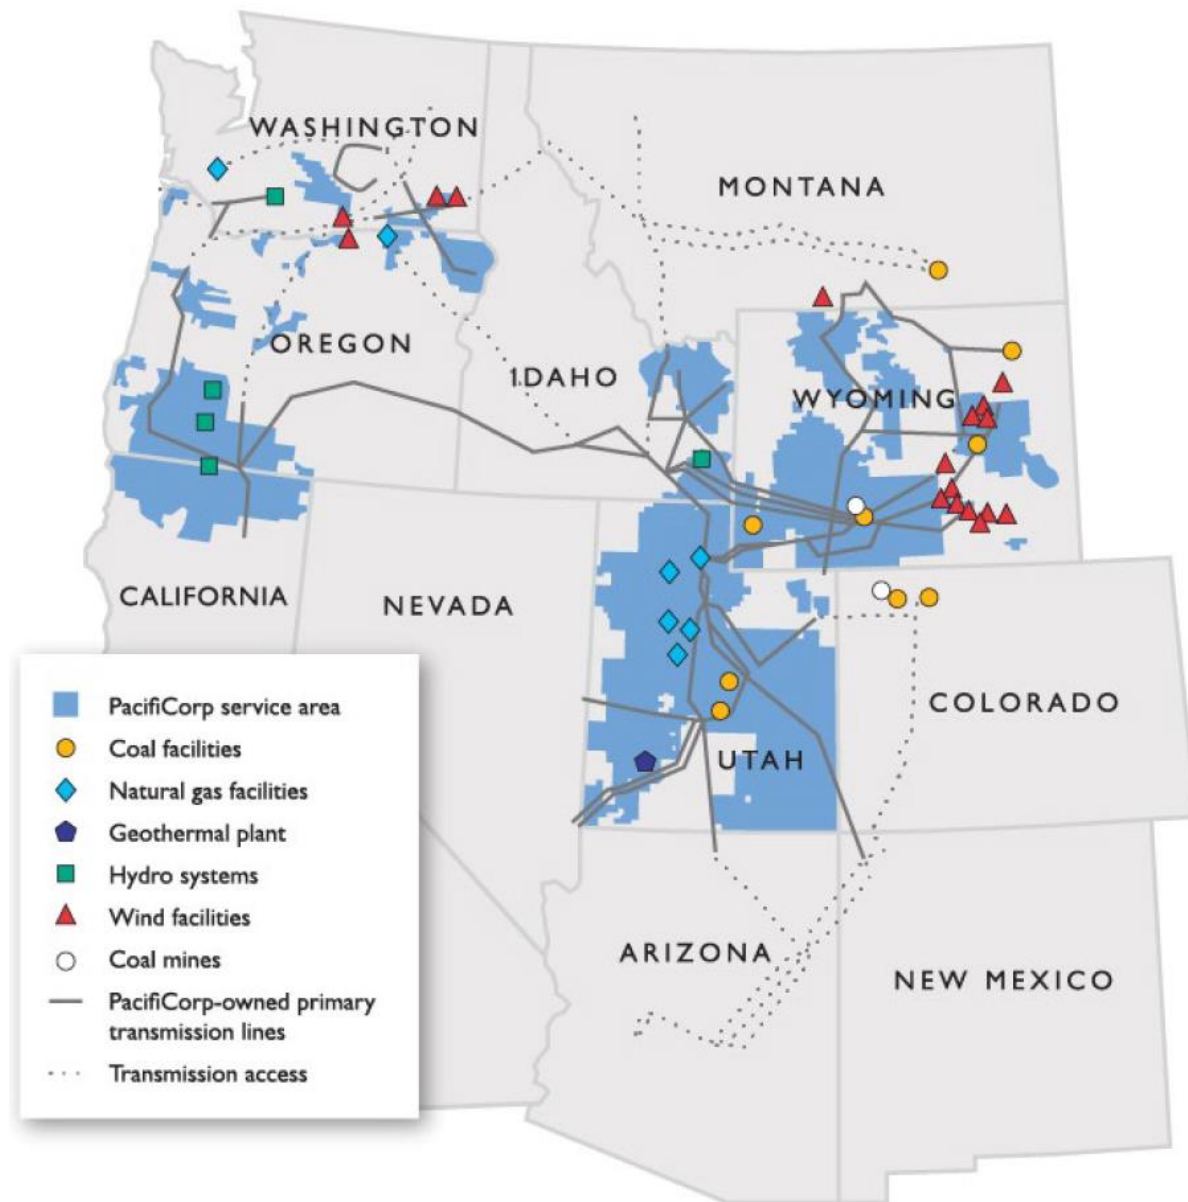 WASHINGTON
MONTANA
OREGON
IDAHO
WYOMING
CALIFORNIA
NEVADA
COLORADO
UTAH
ARIZONA
NEW MEXICO
PacifiCorp service area
Coal facilities
Natural gas facilities
Geothermal plant
Hydro systems
Wind facilities
Coal mines
PacifiCorp-owned primary
transmission lines
Transmission access